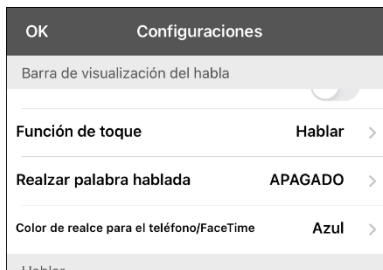 OK Configuraciones
Barra de visualización del habla
Función de toque Hablar
Realzar palabra hablada APAGADO
Color de realce para el teléfono/FaceTime Azul
Hablar